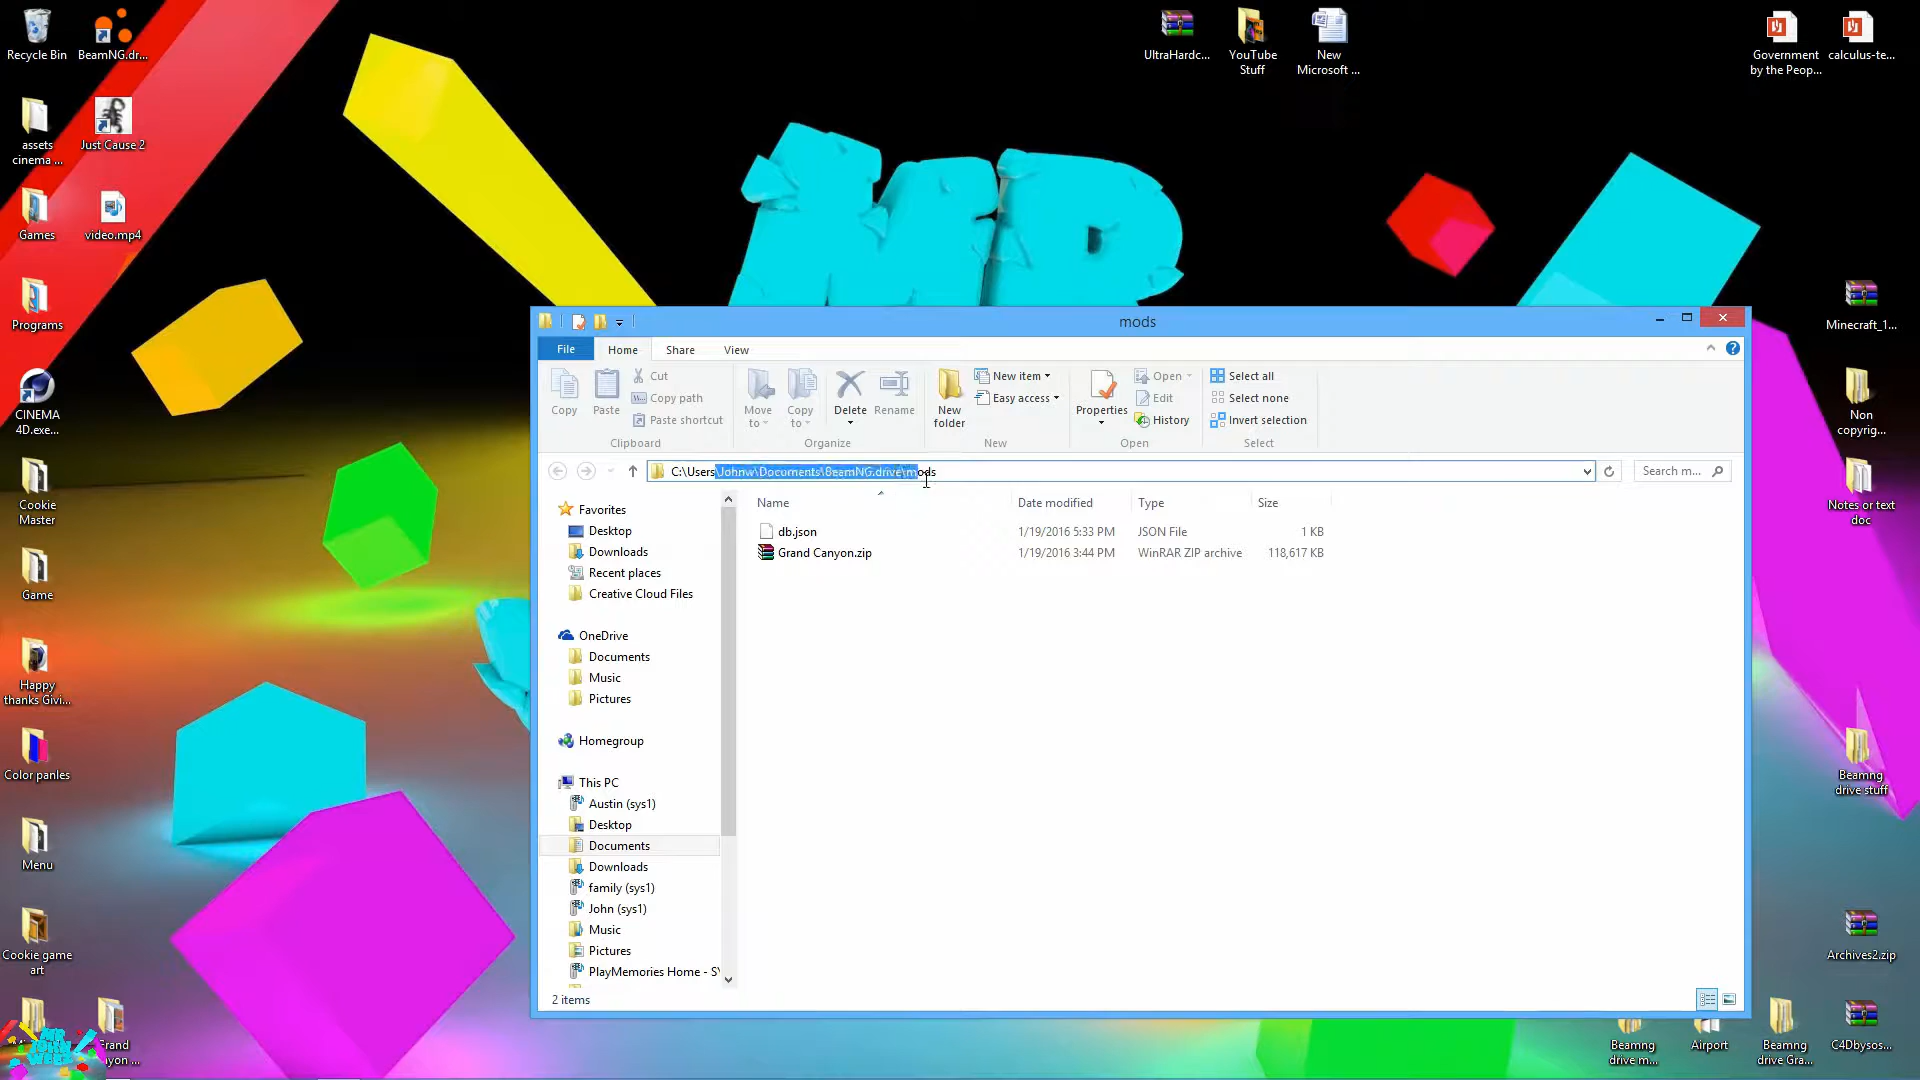 Recycle Bin
BeamNG.dr...
assets
cinema ...
Just Cause 2
Games
video.mp4
Programs
CINEMA
4D.exe...
Cookie
Master
Game
Happy
thanks Givi...
Color panles
Menu
Cookie game
art
MR
UltraHardc...
YouTube
Stuff
New
Microsoft ...
Government
by the Peop...
calculus-te...
Minecraft_1...
Non
copyrig...
Notes or text
doc
Beamng
drive stuff
Archives2.zip
Beamng
drive m...
Airport
Beamng
drive Gra...
C4Dbysos...
mods
File Home Share View
Copy
Paste
Cut
Copy path
Paste shortcut
Clipboard
Move
to
Copy
to
Delete
Rename
Organize
New
folder
New item
Easy access
New
Properties
Open
Edit
History
Open
Select all
Select none
Invert selection
Select
C:\Users\Johnw\Documents\BeamNG.drive\mods
Search m...
Name Date modified Type Size
db.json 1/19/2016 5:33 PM JSON File 1 KB
Grand Canyon.zip 1/19/2016 3:44 PM WinRAR ZIP archive 118,617 KB
Favorites
Desktop
Downloads
Recent places
Creative Cloud Files
OneDrive
Documents
Music
Pictures
Homegroup
This PC
Austin (sys1)
Desktop
Documents
Downloads
family (sys1)
John (sys1)
Music
Pictures
PlayMemories Home - SY
2 items